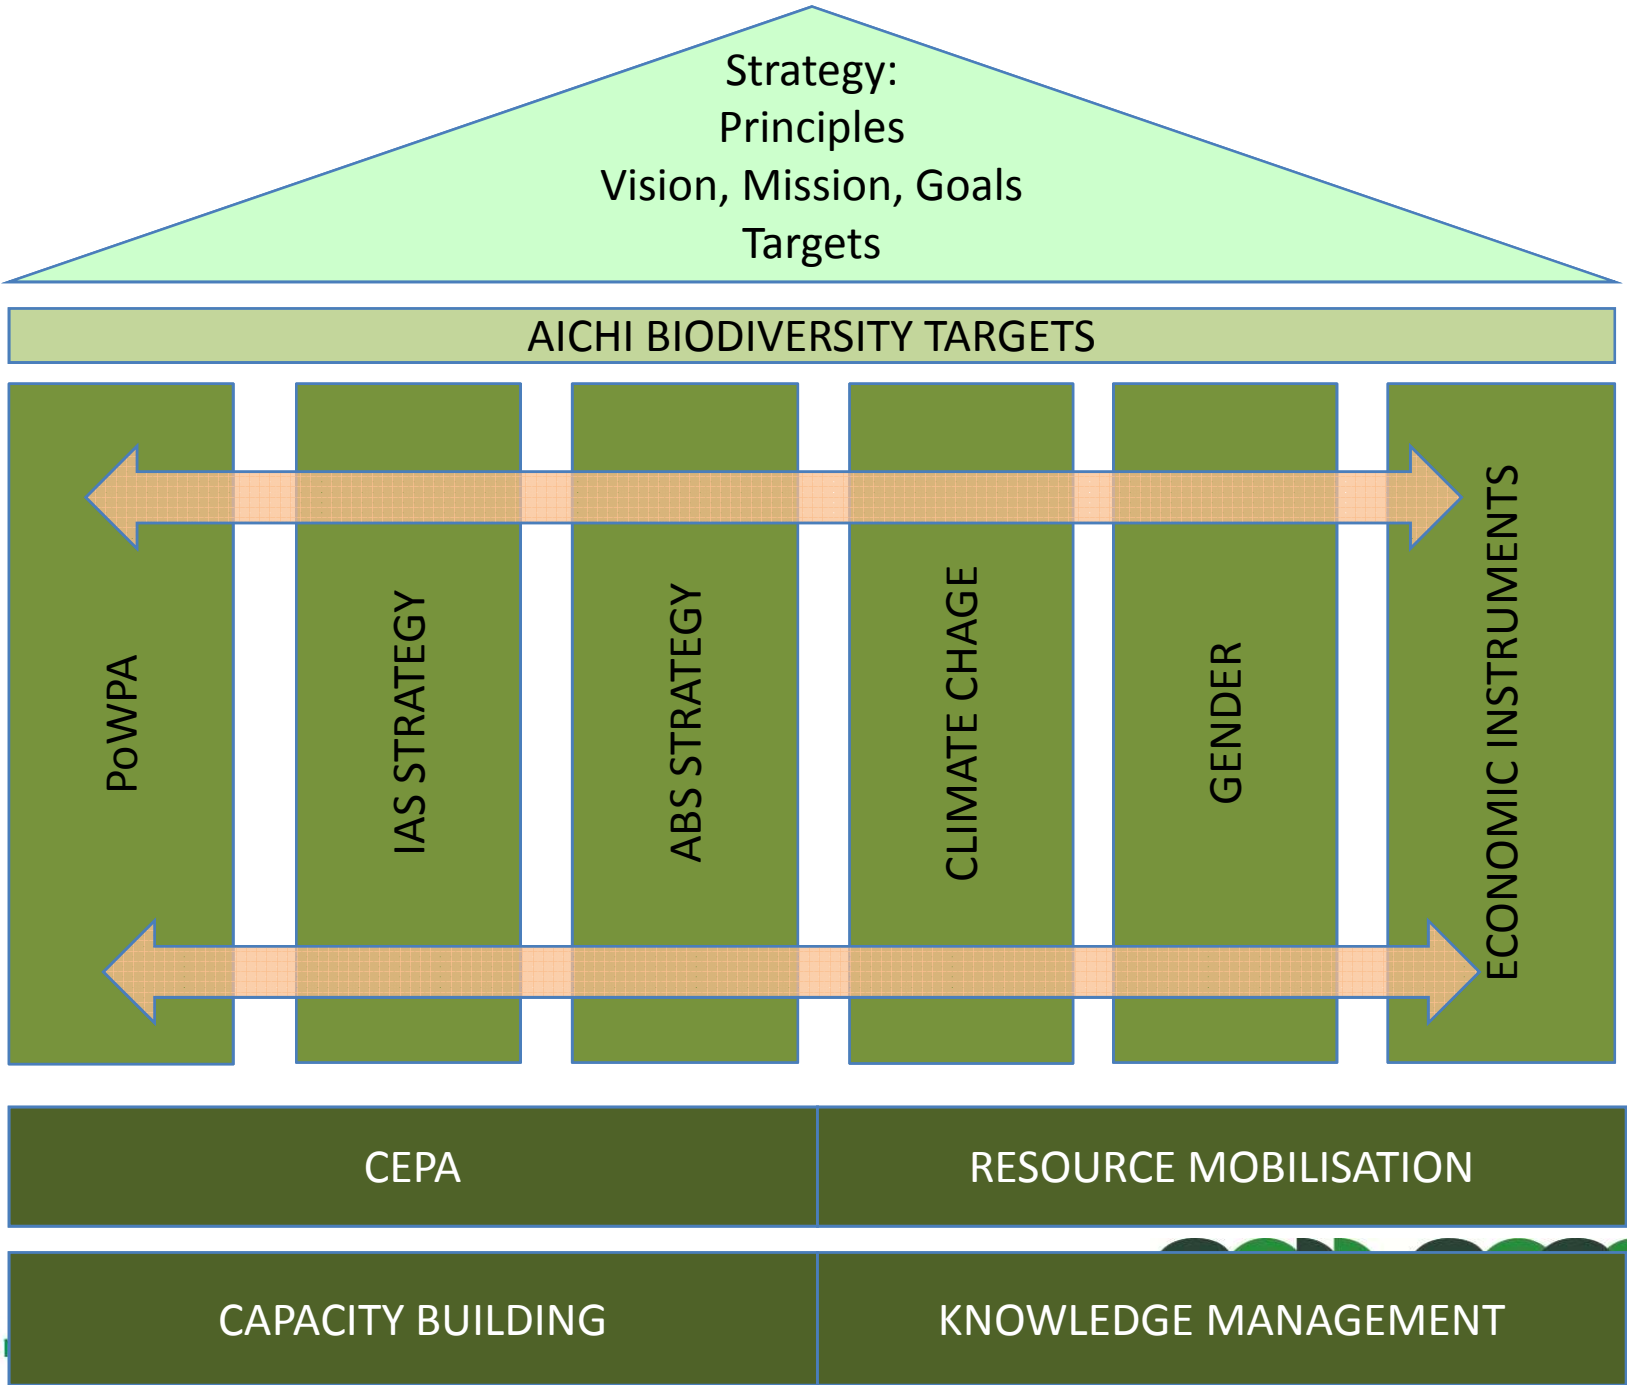 Strategy:
Principles
Vision, Mission, Goals
Targets
AICHI BIODIVERSITY TARGETS
PoWPA
IAS STRATEGY
ABS STRATEGY
CLIMATE CHAGE
GENDER
ECONOMIC INSTRUMENTS
CEPA
RESOURCE MOBILISATION
CAPACITY BUILDING
KNOWLEDGE MANAGEMENT